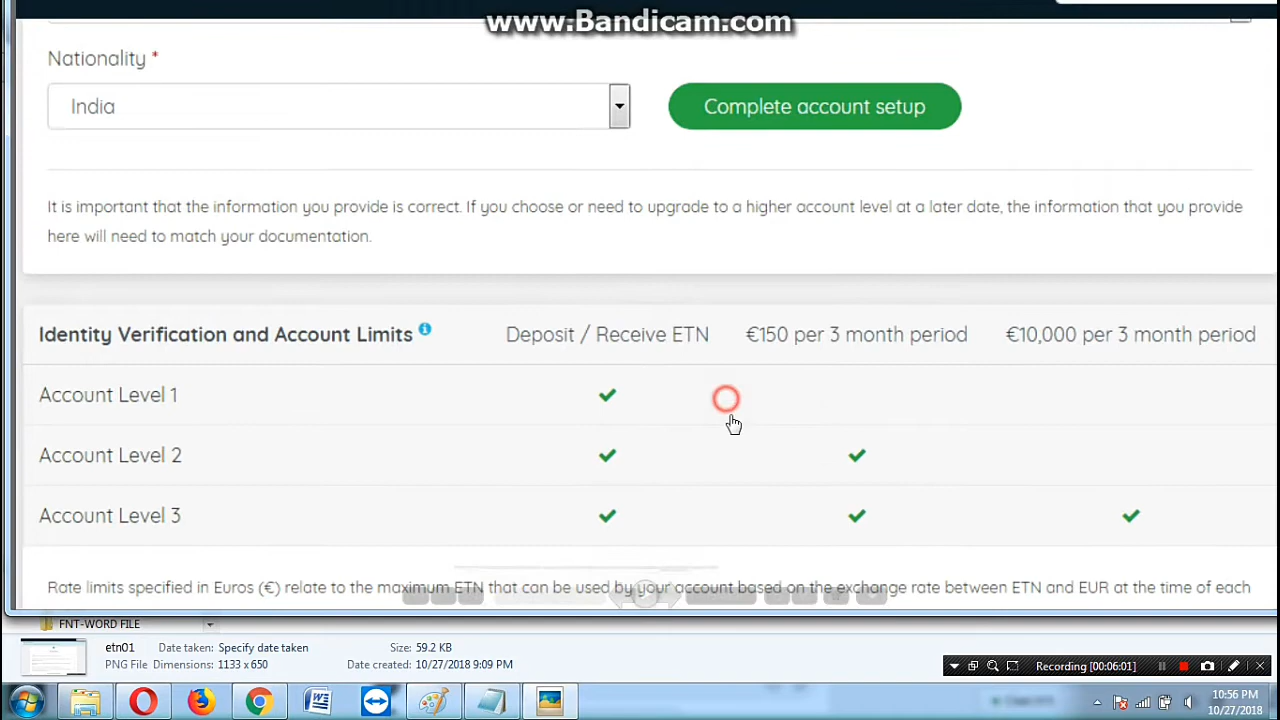 www.Bandicam.com
Nationality *
India
Complete account setup
It is important that the information you provide is correct. If you choose or need to upgrade to a higher account level at a later date, the information that you provide
here will need to match your documentation.
Identity Verification and Account Limits Deposit / Receive ETN €150 per 3 month period €10,000 per 3 month period
Account Level 1
Account Level 2
Account Level 3
Rate limits specified in Euros (€) relate to the maximum ETN that can be used by your account based on the exchange rate between ETN and EUR at the time of each
FNT-WORD FILE
etn01 Date taken: Specify date taken Size: 59.2 KB
PNG File Dimensions: 1133 x 650 Date created: 10/27/2018 9:09 PM
Recording [00:06:01]
10:56 PM
10/27/2018